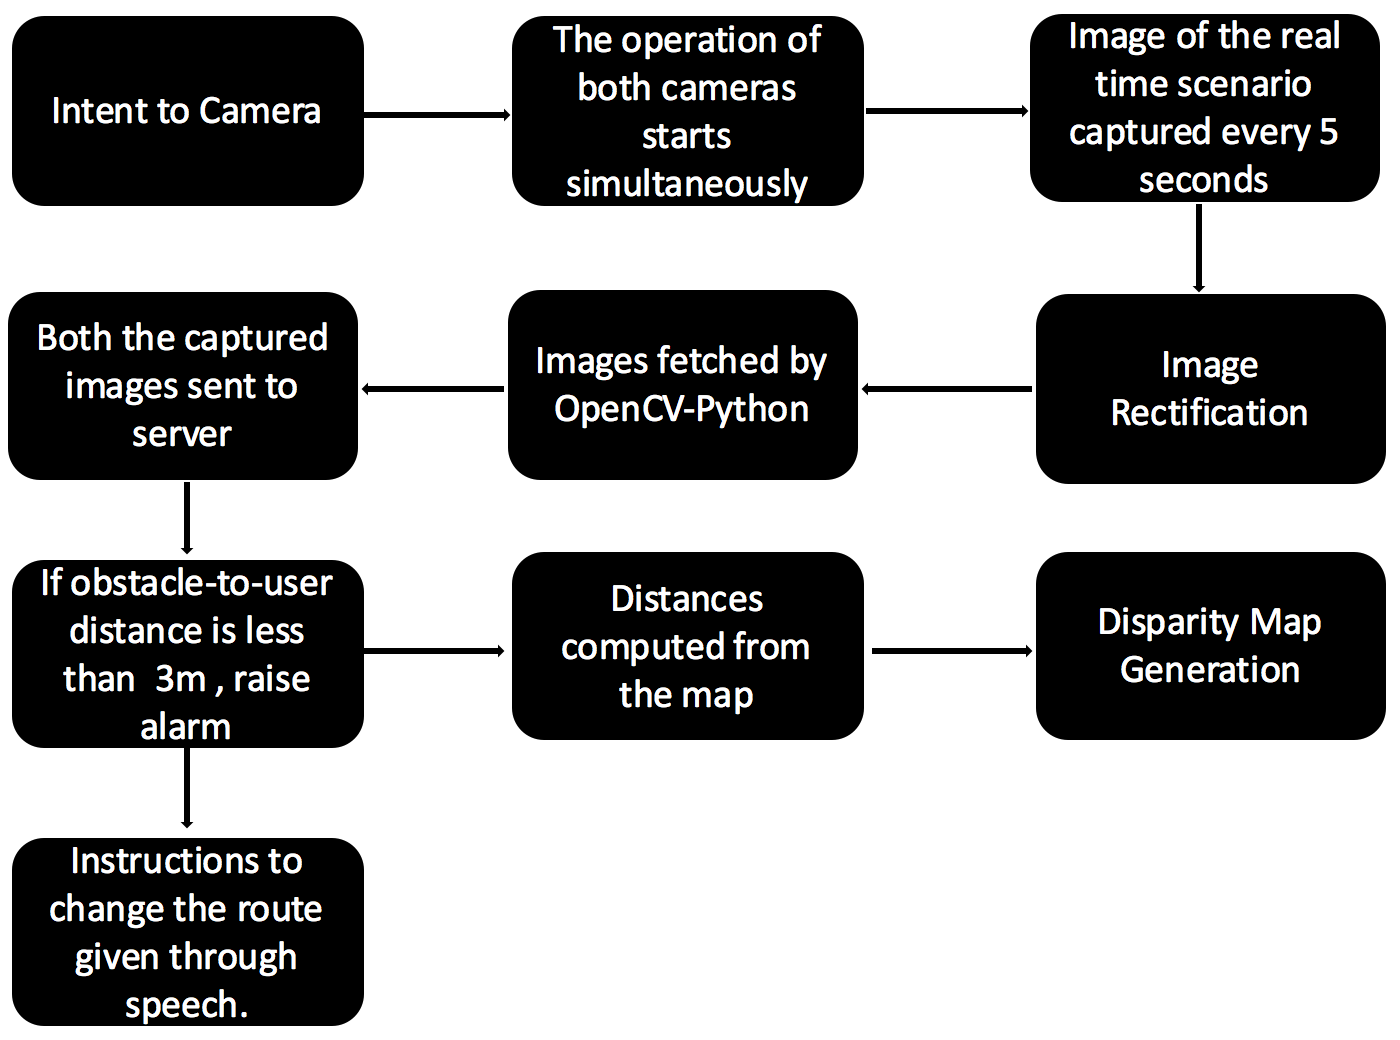 Intent to Camera
The operation of
both cameras
starts
simultaneously
Image of the real
time scenario
captured every 5
seconds
Image
Rectification
Images fetched by
OpenCV-Python
Both the captured
images sent to
server
If obstacle-to-user
distance is less
than  3m , raise
alarm
Distances
computed from
the map
Disparity Map
Generation
Instructions to
change the route
given through
speech.